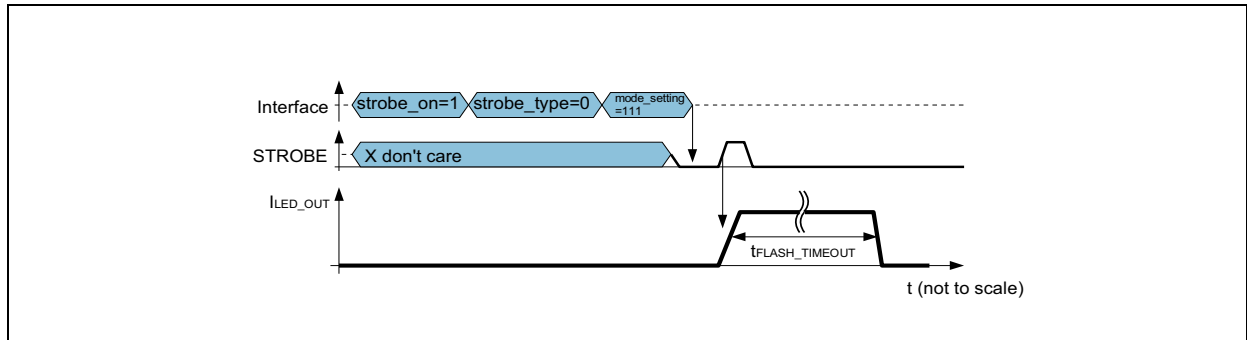 Interface
strobe_on=1
strobe_type=0
mode_setting
=111
STROBE
X don't care
ILED_OUT
tFLASH_TIMEOUT
t (not to scale)